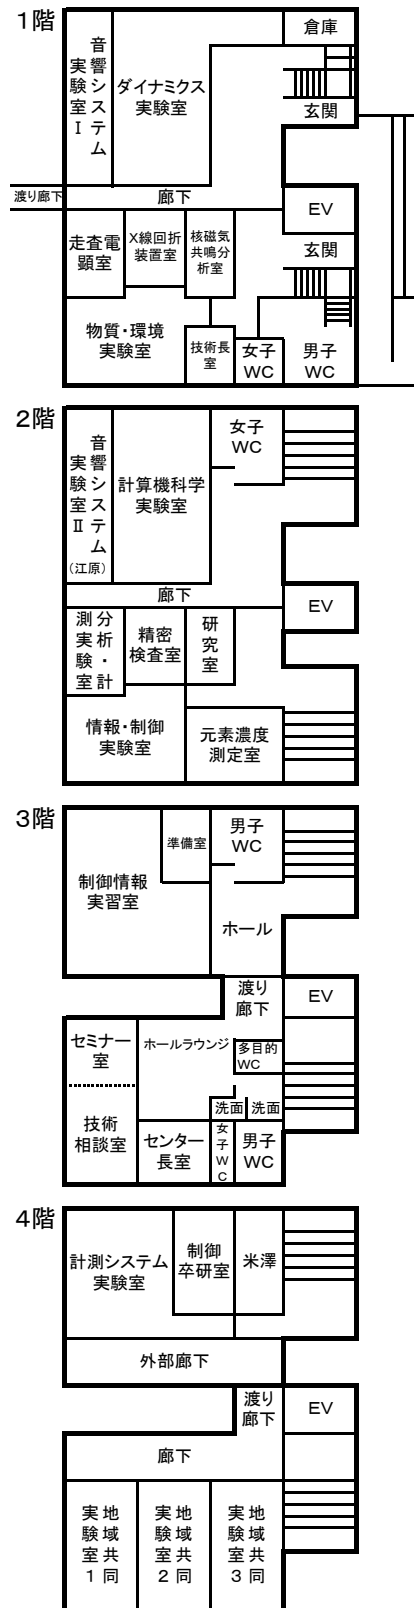 1階
音響システム
実験室Ⅰ
ダイナミクス
実験室
倉庫
玄関
渡り廊下
廊下
EV
走査電
顕室
X線回折
装置室
核磁気
共鳴分
析室
玄関
物質・環境
実験室
技術長
室
女子
WC
男子
WC
2階
音響システム
実験室Ⅱ
(江原)
計算機科学
実験室
女子
WC
廊下
EV
分析・計
測実験室
精密
検査室
研究室
情報・制御
実験室
元素濃度
測定室
3階
制御情報
実習室
準備室
男子
WC
ホール
渡り
廊下
EV
セミナー
室
ホールラウンジ
多目的
WC
技術
相談室
洗面
洗面
センター
長室
女子WC
男子
WC
4階
計測システム
実験室
制御
卒研室
米澤
外部廊下
渡り
廊下
EV
廊下
地域共同
実験室1
地域共同
実験室2
地域共同
実験室3